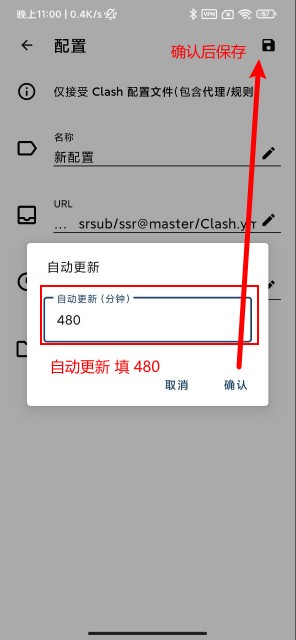 晚上11:00 | 0.4K/s
VPN
配置
确认后保存
仅接受 Clash 配置文件(包含代理/规则
名称
新配置
URL
... srsub/ssr@master/Clash.ym
自动更新
自动更新 (分钟)
480
自动更新 填 480
取消
确认